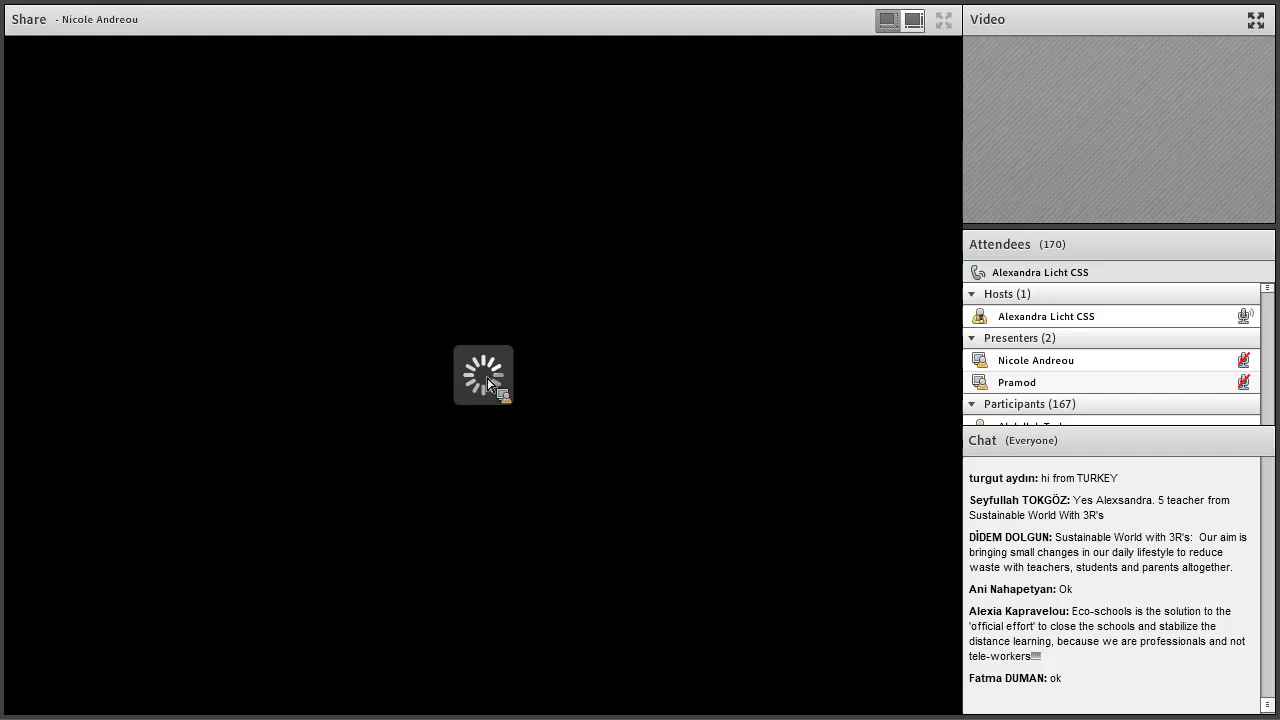 Share - Nicole Andreou
Video
Attendees (170)
Alexandra Licht CSS
Hosts (1)
Alexandra Licht CSS
Presenters (2)
Nicole Andreou
Pramod
Participants (167)
Chat (Everyone)
turgut aydın: hi from TURKEY
Seyfullah TOKGÖZ: Yes Alexsandra. 5 teacher from
Sustainable World With 3R's
DİDEM DOLGUN: Sustainable World with 3R's: Our aim is
bringing small changes in our daily lifestyle to reduce
waste with teachers, students and parents altogether.
Ani Nahapetyan: Ok
Alexia Kapravelou: Eco-schools is the solution to the
'official effort' to close the schools and stabilize the
distance learning, because we are professionals and not
tele-workers
Fatma DUMAN: ok